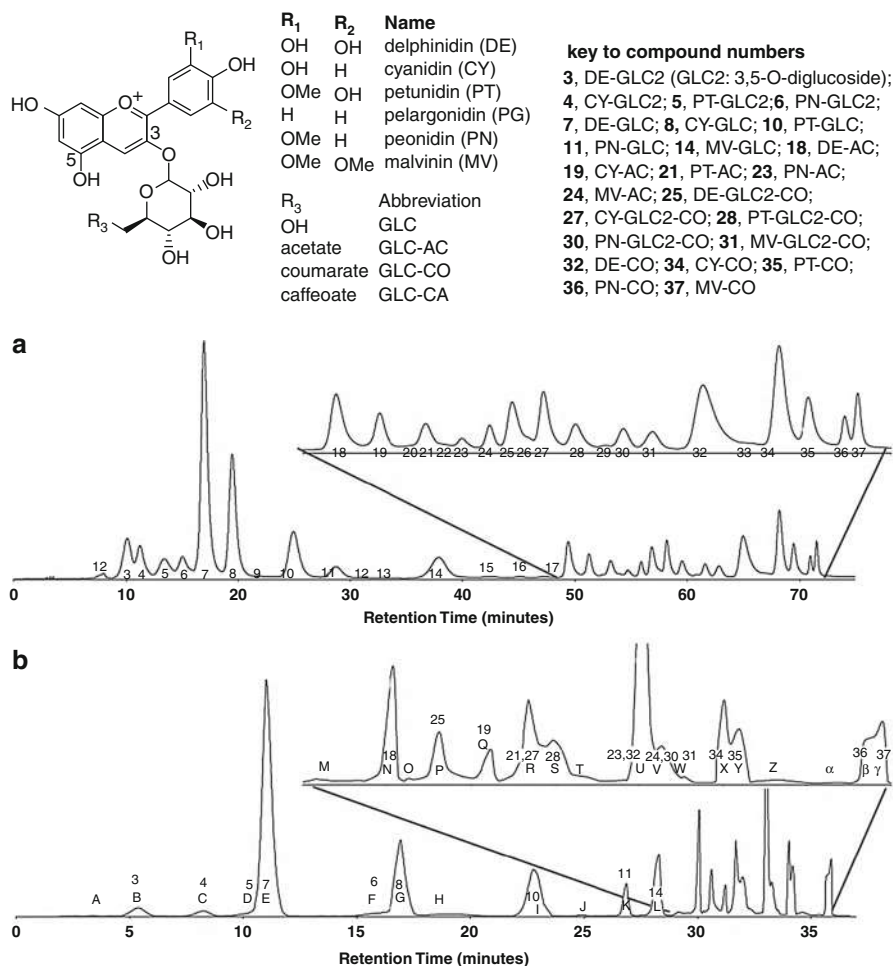 R1 R2 Name
OH OH delphinidin (DE)
OH H cyanidin (CY)
OMe OH petunidin (PT)
H H pelargonidin (PG)
OMe H peonidin (PN)
OMe OMe malvinin (MV)
R3 Abbreviation
OH GLC
acetate GLC-AC
coumarate GLC-CO
caffeoate GLC-CA
key to compound numbers
3, DE-GLC2 (GLC2: 3,5-O-diglucoside);
4, CY-GLC2; 5, PT-GLC2;6, PN-GLC2;
7, DE-GLC; 8, CY-GLC; 10, PT-GLC;
11, PN-GLC; 14, MV-GLC; 18, DE-AC;
19, CY-AC; 21, PT-AC; 23, PN-AC;
24, MV-AC; 25, DE-GLC2-CO;
27, CY-GLC2-CO; 28, PT-GLC2-CO;
30, PN-GLC2-CO; 31, MV-GLC2-CO;
32, DE-CO; 34, CY-CO; 35, PT-CO;
36, PN-CO; 37, MV-CO
R1
OH
HO O+ R2
3
5
OH O
R3 O OH
OH
OH
a
18 19 20 21 22 23 24 25 26 27 28 29 30 31 32 33 34 35 36 37
12 3 4 5 6 7 8 9 10 11 12 13 14 15 16 17
0 10 20 30 40 50 60 70
Retention Time (minutes)
b
18 25 19 21,27 28 23,32 24,30 31 34 35 36 37
M N O P Q R S T U V W X Y Z α β γ
3 4 5 7 6 8 10 11 14
A B C D E F G H I J K L
0 5 10 15 20 25 30 35
Retention Time (minutes)